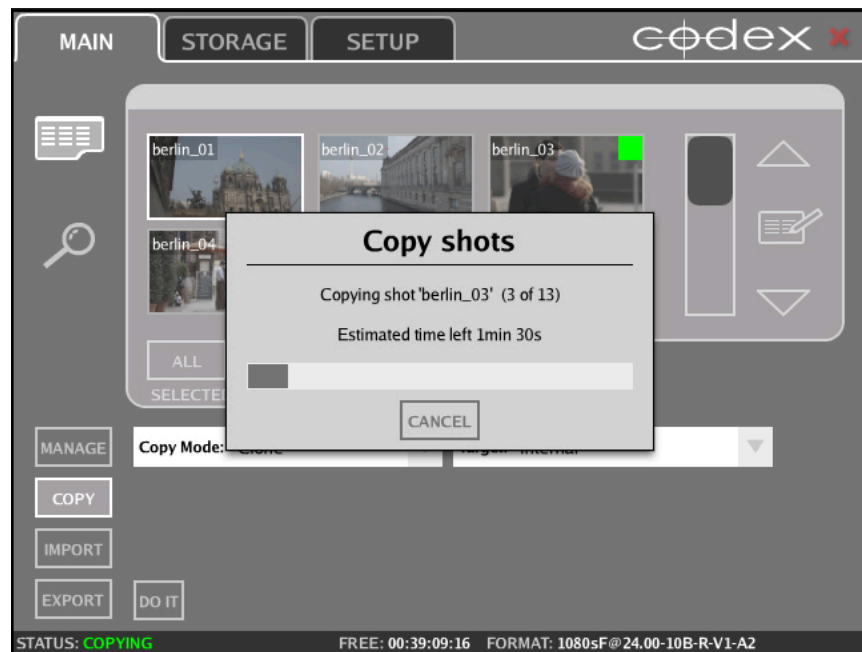 MAIN STORAGE SETUP codex
berlin_01 berlin_02 berlin_03
berlin_04
Copy shots
Copying shot 'berlin_03' (3 of 13)
Estimated time left 1min 30s
CANCEL
ALL
SELECTE
MANAGE Copy Mode:
COPY
IMPORT
EXPORT DO IT
STATUS: COPYING FREE: 00:39:09:16 FORMAT: 1080sF@24.00-10B-R-V1-A2